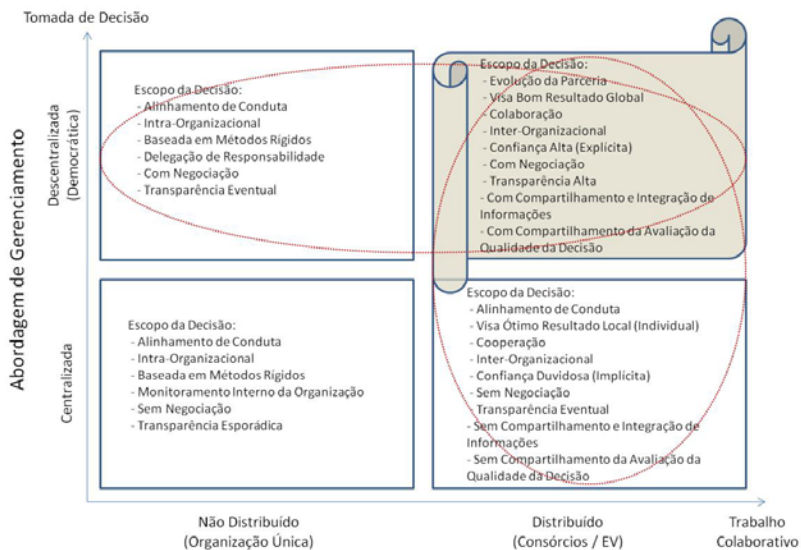 Tomada de Decisão
Abordagem de Gerenciamento
Descentralizada
(Democrática)
Escopo da Decisão:
- Alinhamento de Conduta
- Intra-Organizacional
- Baseada em Métodos Rígidos
- Delegação de Responsabilidade
- Com Negociação
- Transparência Eventual
Escopo da Decisão:
- Evolução da Parceria
- Visa Bom Resultado Global
- Colaboração
- Inter-Organizacional
- Confiança Alta (Explícita)
- Com Negociação
- Transparência Alta
- Com Compartilhamento e Integração de
Informações
- Com Compartilhamento da Avaliação da
Qualidade da Decisão
Centralizada
Escopo da Decisão:
- Alinhamento de Conduta
- Intra-Organizacional
- Baseada em Métodos Rígidos
- Monitoramento Interno da Organização
- Sem Negociação
- Transparência Esporádica
Escopo da Decisão:
- Alinhamento de Conduta
- Visa Ótimo Resultado Local (Individual)
- Cooperação
- Inter-Organizacional
- Confiança Duvidosa (Implícita)
- Sem Negociação
- Transparência Eventual
- Sem Compartilhamento e Integração de
Informações
- Sem Compartilhamento da Avaliação da
Qualidade da Decisão
Não Distribuído
(Organização Única)
Distribuído
(Consórcios / EV)
Trabalho
Colaborativo